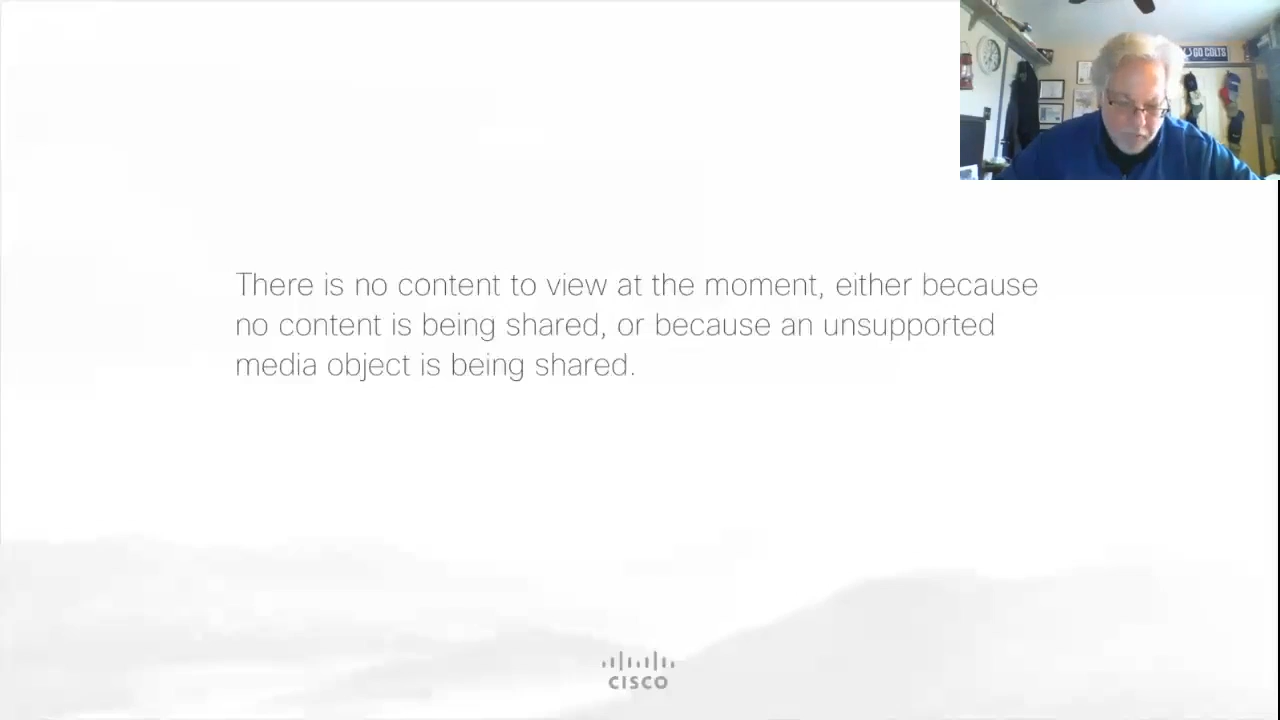 GO COLTS
There is no content to view at the moment, either because
no content is being shared, or because an unsupported
media object is being shared.
CISCO